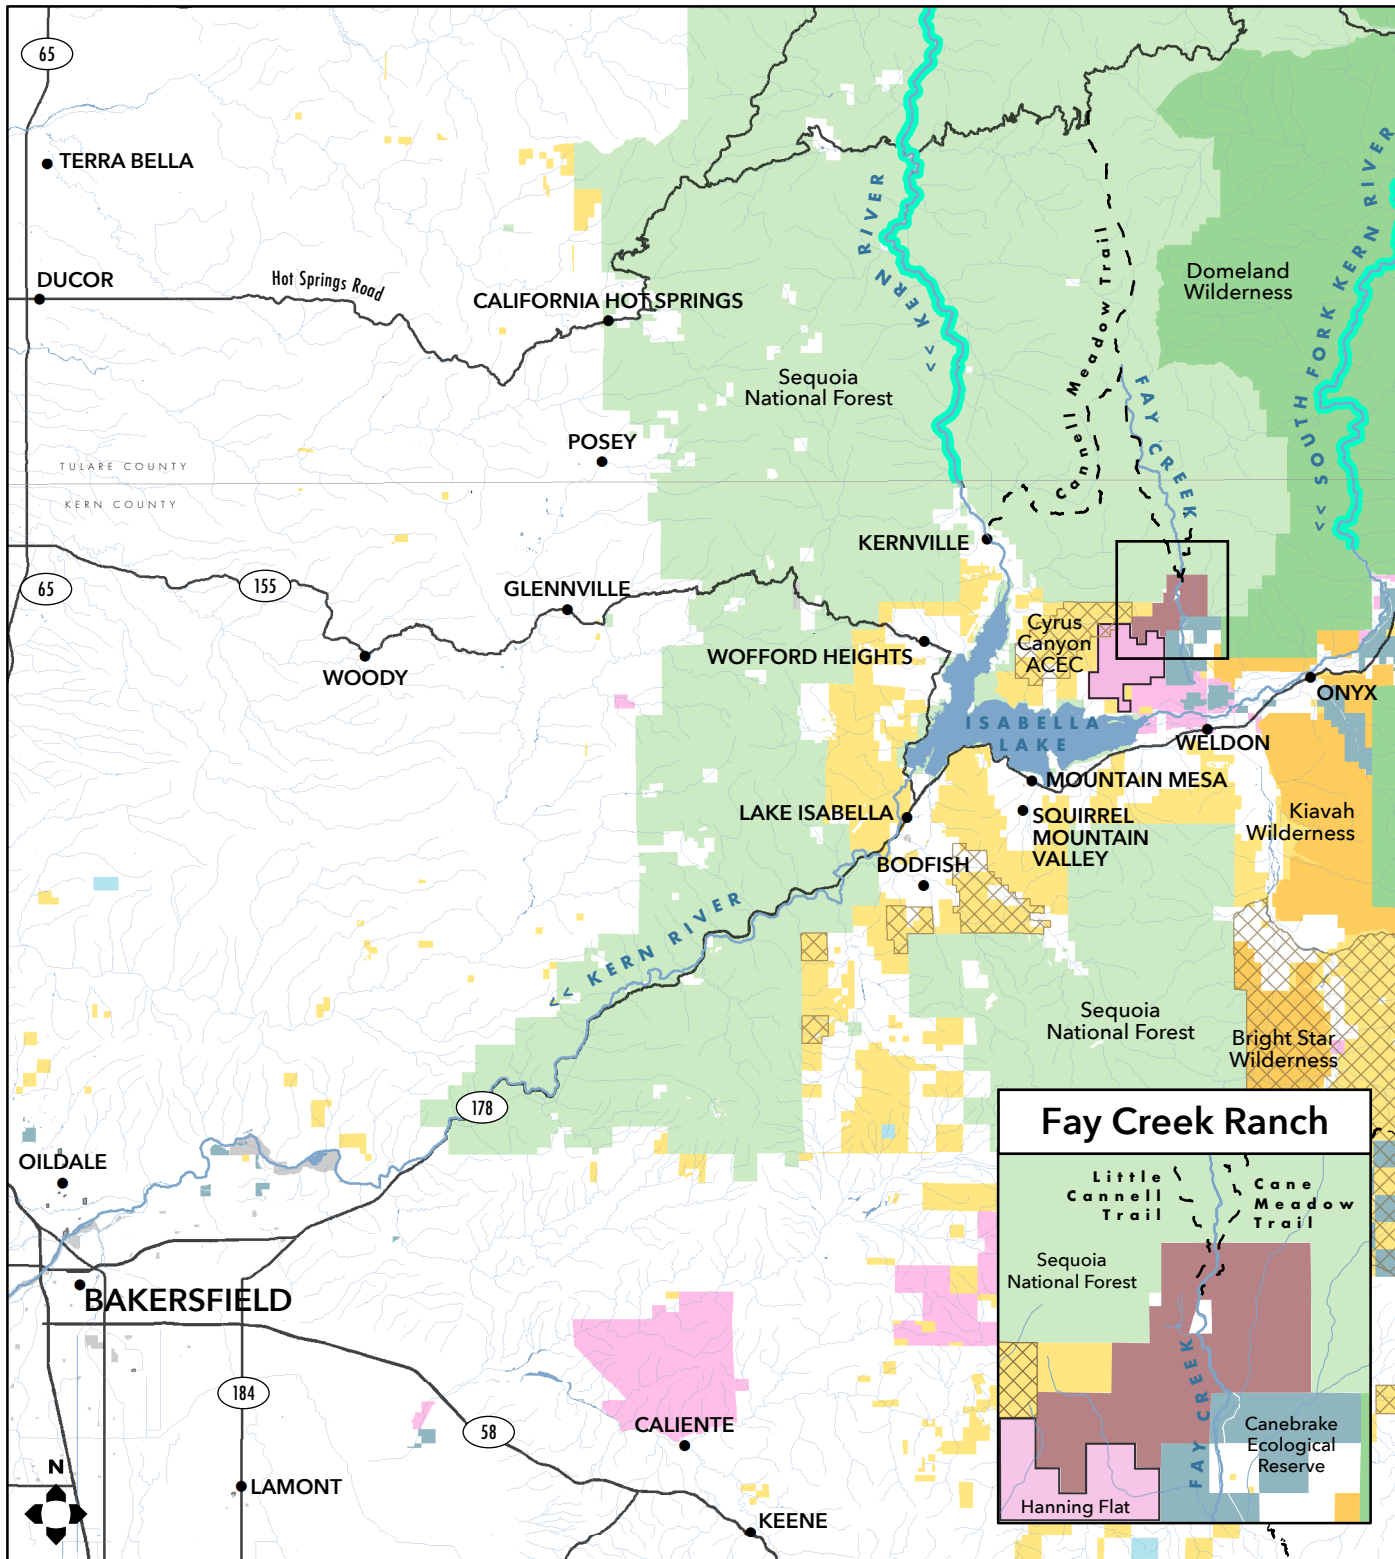 65
TERRA BELLA
DUCOR
Hot Springs Road
CALIFORNIA HOT SPRINGS
<< KERN RIVER
Cannell Meadow Trail
Domeland
Wilderness
<< SOUTH FORK KERN RIVER
Sequoia
National Forest
FAY CREEK
POSEY
TULARE COUNTY
KERN COUNTY
KERNVILLE
65
155
GLENNVILLE
WOODY
WOFFORD HEIGHTS
Cyrus
Canyon
ACEC
ONYX
ISABELLA
LAKE
WELDON
MOUNTAIN MESA
LAKE ISABELLA
SQUIRREL
MOUNTAIN
VALLEY
Kiavah
Wilderness
BODFISH
<< KERN RIVER
Sequoia
National Forest
Bright Star
Wilderness
178
OILDALE
BAKERSFIELD
184
58
CALIENTE
N
LAMONT
KEENE
Fay Creek Ranch
Little
Cannell
Trail
Cane
Meadow
Trail
Sequoia
National Forest
FAY CREEK
Canebrake
Ecological
Reserve
Hanning Flat